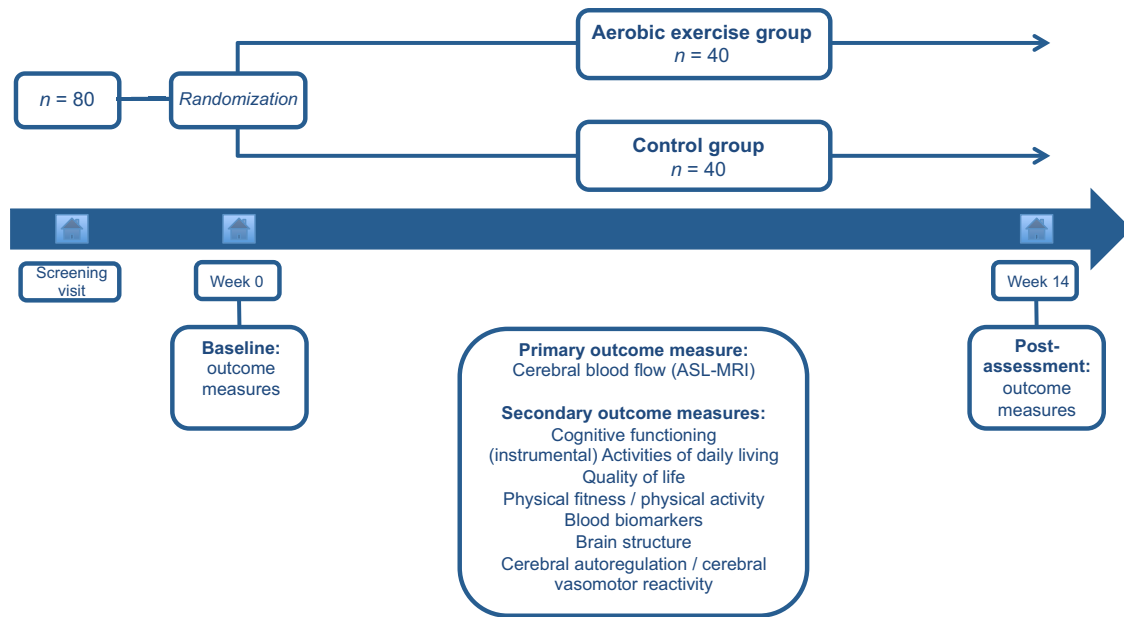 Aerobic exercise group
n = 40
n = 80
Randomization
Control group
n = 40
Screening
visit
Week 0
Week 14
Baseline:
outcome
measures
Primary outcome measure:
Cerebral blood flow (ASL-MRI)
Secondary outcome measures:
Cognitive functioning
(instrumental) Activities of daily living
Quality of life
Physical fitness / physical activity
Blood biomarkers
Brain structure
Cerebral autoregulation / cerebral
vasomotor reactivity
Post-
assessment:
outcome
measures